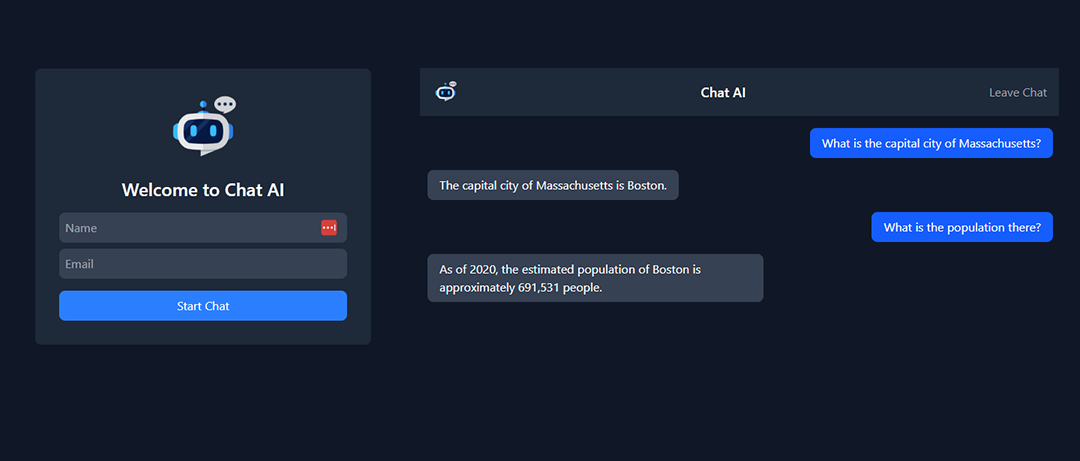 Welcome to Chat AI
Name
Email
Start Chat
Chat AI
Leave Chat
What is the capital city of Massachusetts?
The capital city of Massachusetts is Boston.
What is the population there?
As of 2020, the estimated population of Boston is
approximately 691,531 people.